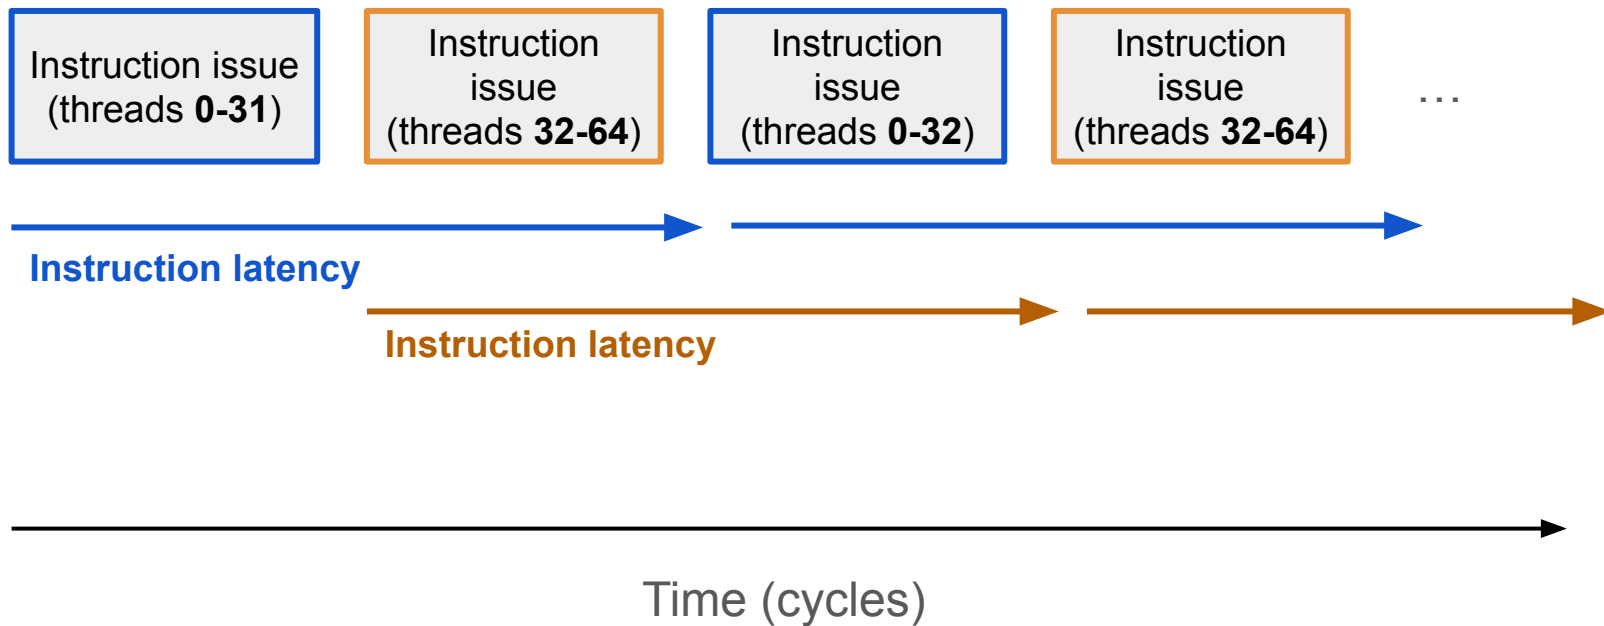 Instruction issue
(threads 0-31)
Instruction
issue
(threads 32-64)
Instruction
issue
(threads 0-32)
Instruction
issue
(threads 32-64)
...
Instruction latency
Instruction latency
Time (cycles)